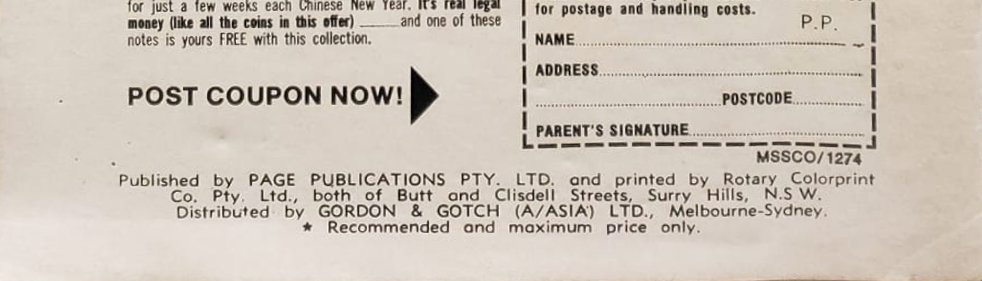 for just a few weeks each Chinese New Year. It's real legal
money (like all the coins in this offer) ____ and one of these
notes is yours FREE with this collection.
POST COUPON NOW!
for postage and handling costs.
P.P.
NAME
ADDRESS
POSTCODE
PARENT'S SIGNATURE
MSSCO/1274
Published by PAGE PUBLICATIONS PTY. LTD. and printed by Rotary Colorprint
Co. Pty. Ltd., both of Butt and Clisdell Streets, Surry Hills, N.S W.
Distributed by GORDON & GOTCH (A/ASIA) LTD., Melbourne-Sydney.
* Recommended and maximum price only.